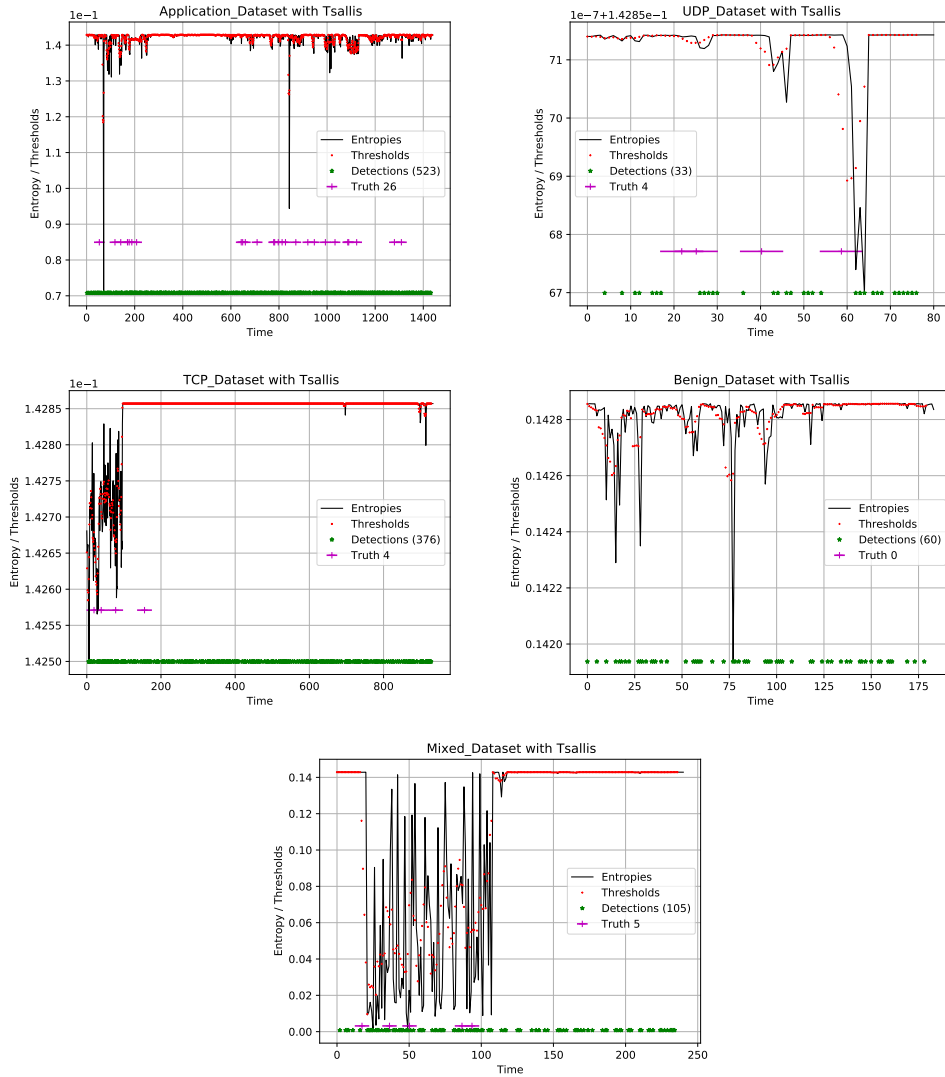 Application_Dataset with Tsallis
1e−1
1.4
1.3
1.2
1.1
1.0
0.9
0.8
0.7
Entropy / Thresholds
Entropies
Thresholds
Detections (523)
Truth 26
0 200 400 600 800 1000 1200 1400
Time
UDP_Dataset with Tsallis
1e−7+1.4285e−1
71
70
69
68
67
Entropy / Thresholds
Entropies
Thresholds
Detections (33)
Truth 4
0 10 20 30 40 50 60 70 80
Time
TCP_Dataset with Tsallis
1e−1
1.4285
1.4280
1.4275
1.4270
1.4265
1.4260
1.4255
1.4250
Entropy / Thresholds
Entropies
Thresholds
Detections (376)
Truth 4
0 200 400 600 800
Time
Benign_Dataset with Tsallis
0.1428
0.1426
0.1424
0.1422
0.1420
Entropy / Thresholds
Entropies
Thresholds
Detections (60)
Truth 0
0 25 50 75 100 125 150 175
Time
Mixed_Dataset with Tsallis
0.14
0.12
0.10
0.08
0.06
0.04
0.02
0.00
Entropy / Thresholds
Entropies
Thresholds
Detections (105)
Truth 5
0 50 100 150 200 250
Time